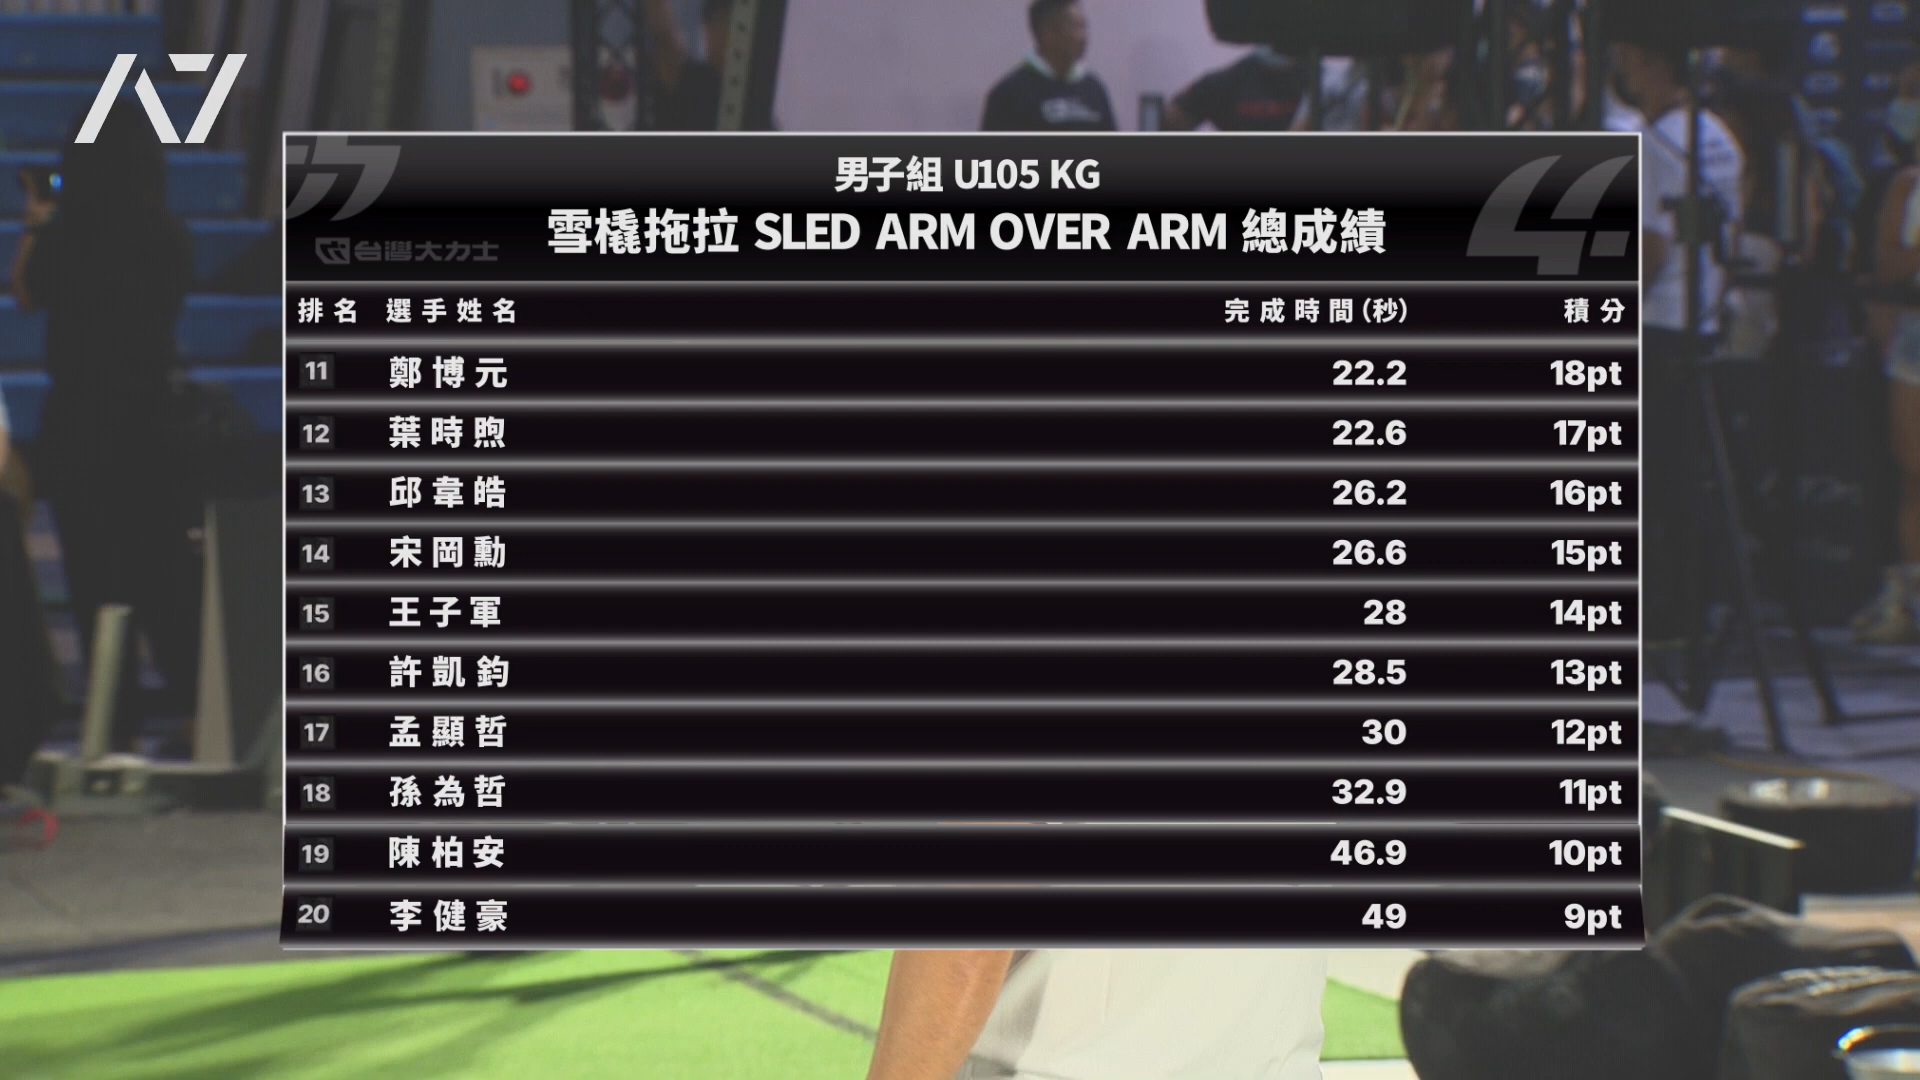 A7
男子組 U105 KG
雪橇拖拉 SLED ARM OVER ARM 總成績
台灣大力士
排名 選手姓名 完成時間(秒) 積分
11 鄭博元 22.2 18pt
12 葉時煦 22.6 17pt
13 邱韋皓 26.2 16pt
14 宋岡勳 26.6 15pt
15 王子軍 28 14pt
16 許凱鈞 28.5 13pt
17 孟顯哲 30 12pt
18 孫為哲 32.9 11pt
19 陳柏安 46.9 10pt
20 李健豪 49 9pt